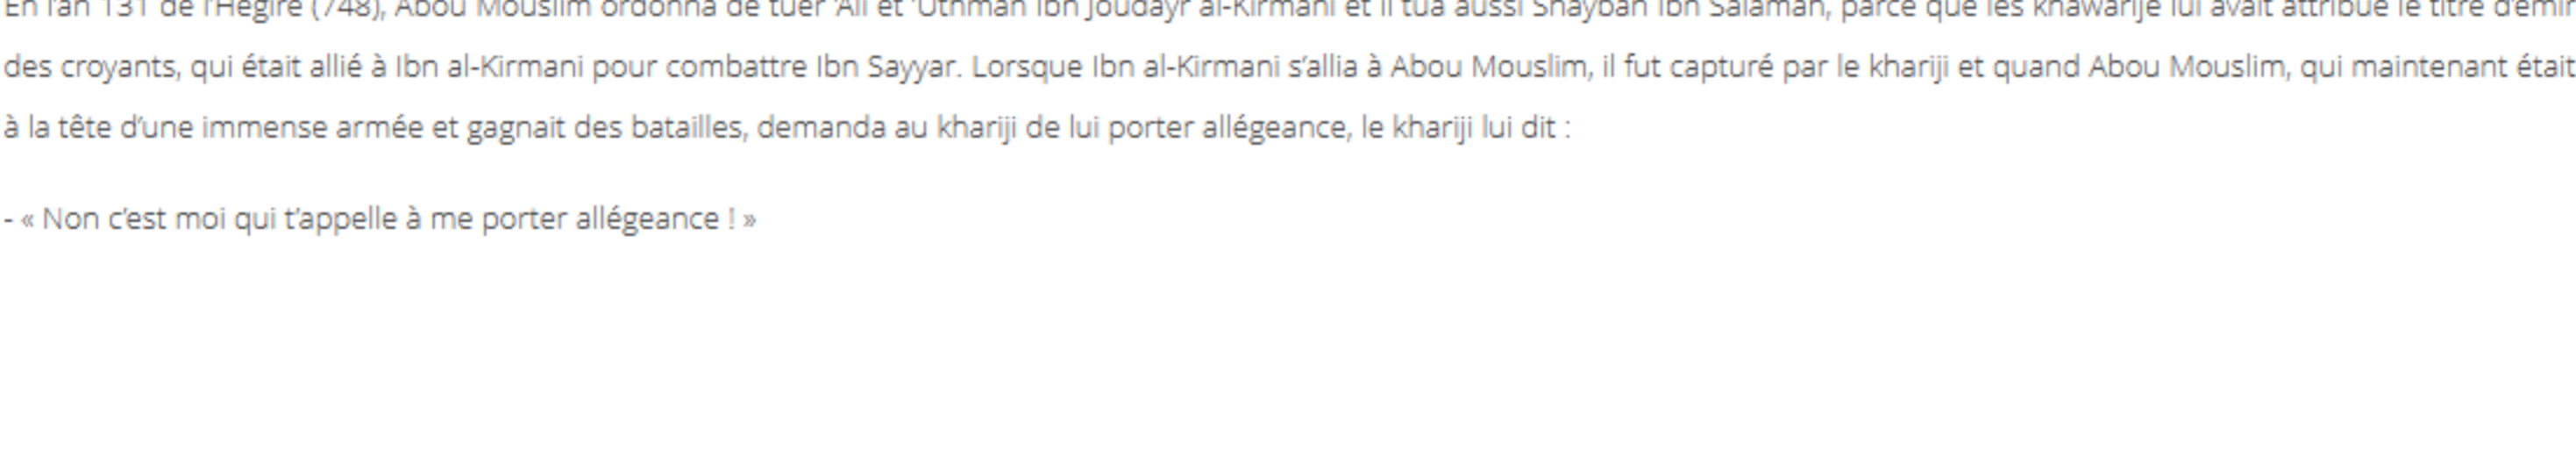 En l'an 131 de l'Hégire (748), Abou Mouslim ordonna de tuer 'Ali et 'Uthman Ibn Joudayr al-Kirmani et il tua aussi Shayban Ibn Salamah, parce que les khawarije lui avait attribué le titre d'émir
des croyants, qui était allié à Ibn al-Kirmani pour combattre Ibn Sayyar. Lorsque Ibn al-Kirmani s'allia à Abou Mouslim, il fut capturé par le khariji et quand Abou Mouslim, qui maintenant était
à la tête d'une immense armée et gagnait des batailles, demanda au khariji de lui porter allégeance, le khariji lui dit :
- « Non c'est moi qui t'appelle à me porter allégeance ! »